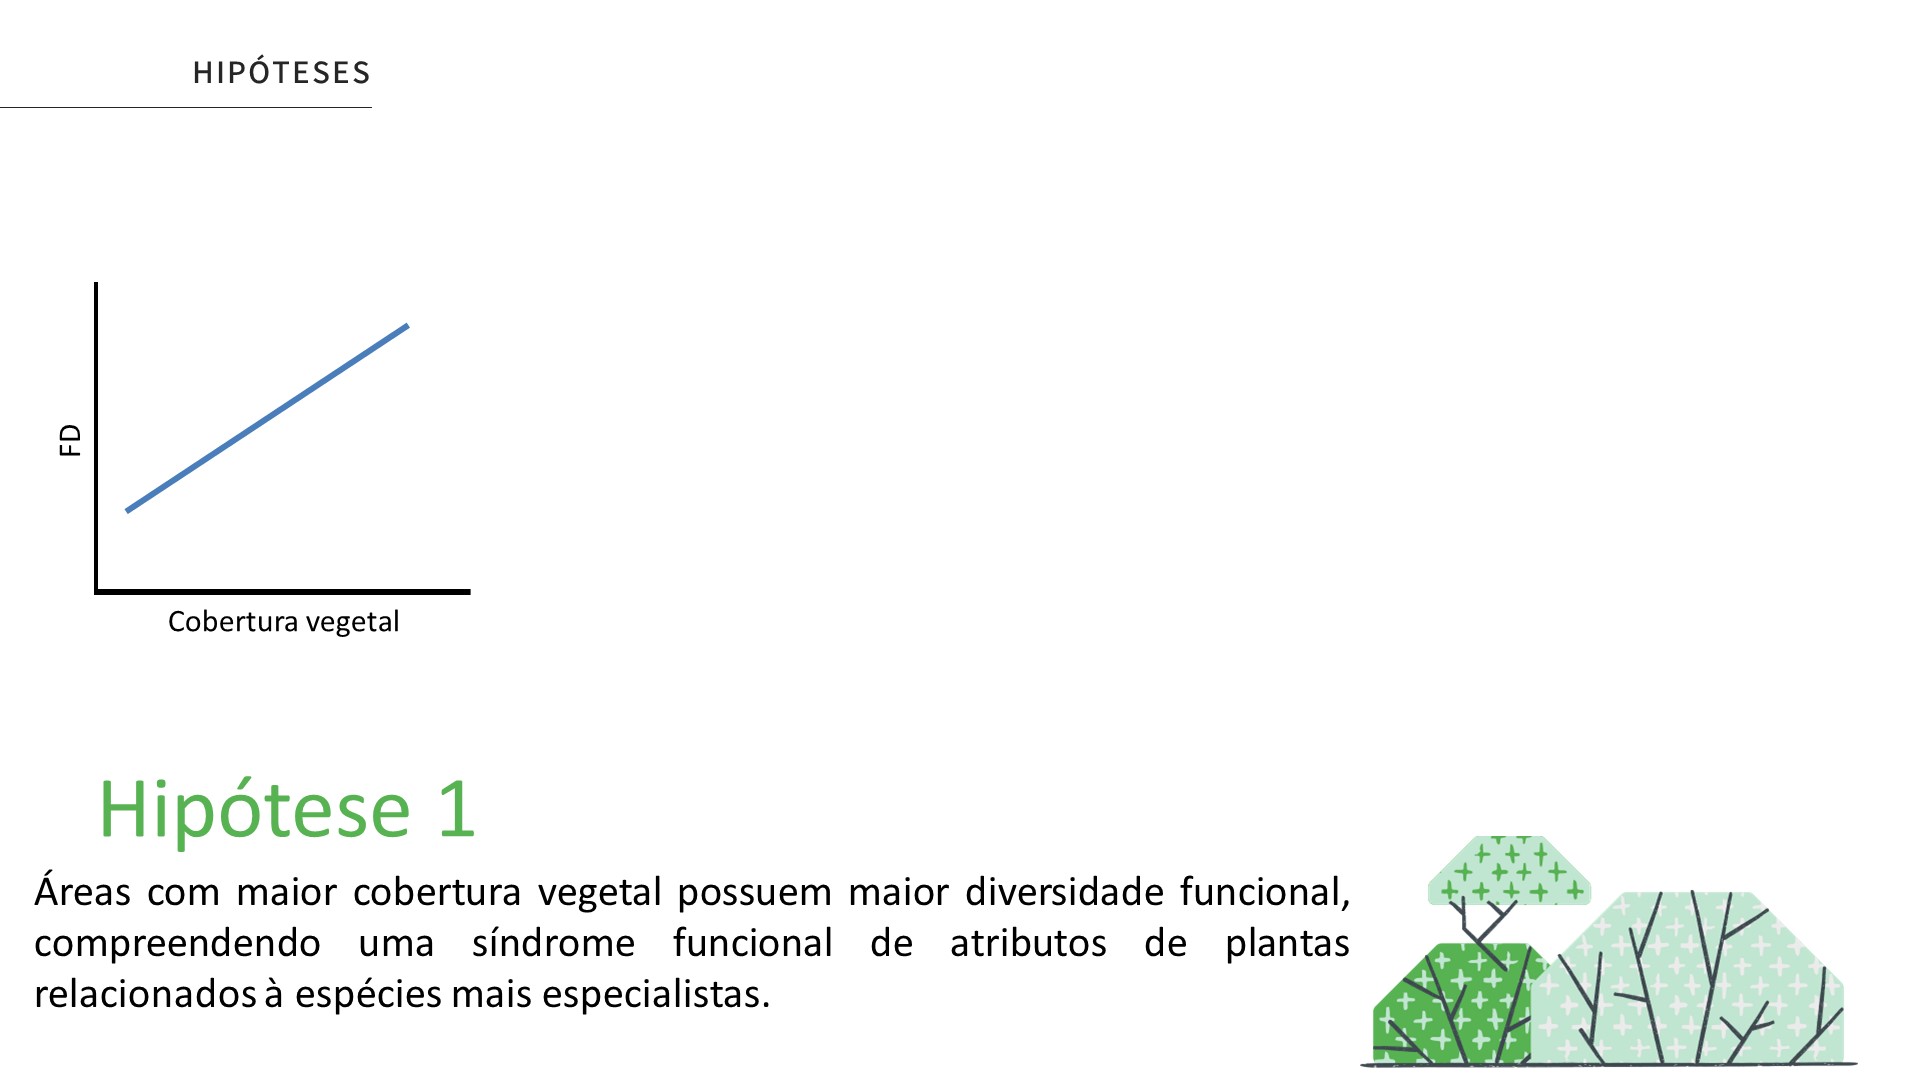 HIPÓTESES
FD
Cobertura vegetal
Hipótese 1
Áreas com maior cobertura vegetal possuem maior diversidade funcional,
compreendendo uma síndrome funcional de atributos de plantas
relacionados à espécies mais especialistas.